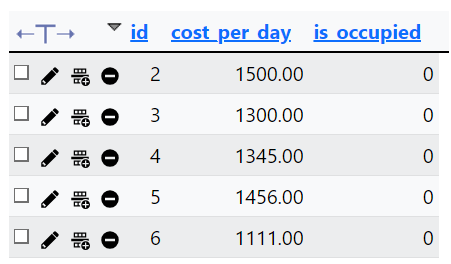 ←T→ id cost_per_day is_occupied
2 1500.00 0
3 1300.00 0
4 1345.00 0
5 1456.00 0
6 1111.00 0